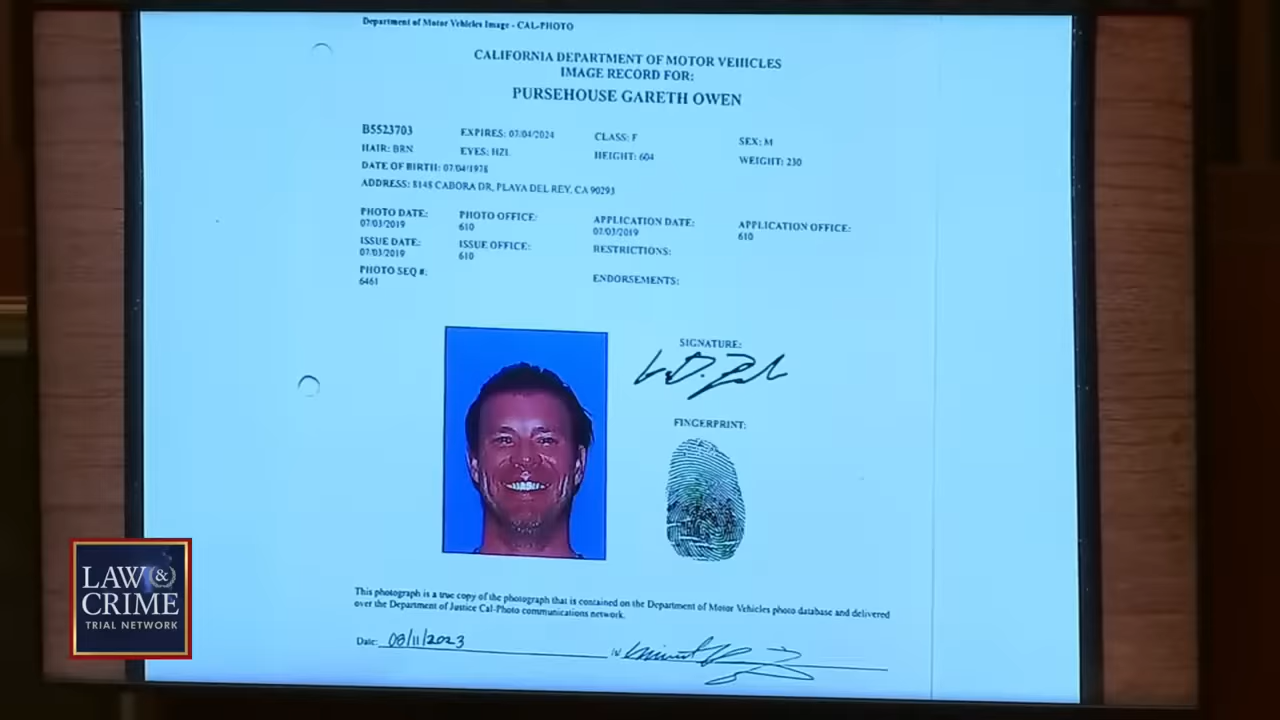 Department of Motor Vehicles Image - CAL-PHOTO
CALIFORNIA DEPARTMENT OF MOTOR VEHICLES
IMAGE RECORD FOR:
PURSEHOUSE GARETH OWEN
B5523703 EXPIRES: 07/04/2024 CLASS: F SEX: M
HAIR: BRN EYES: HZL HEIGHT: 604 WEIGHT: 230
DATE OF BIRTH: 07/04/1978
ADDRESS: 8148 CABORA DR, PLAYA DEL REY, CA 90293
PHOTO DATE: PHOTO OFFICE: APPLICATION DATE: APPLICATION OFFICE:
07/03/2019 610 07/03/2019 610
ISSUE DATE: ISSUE OFFICE: RESTRICTIONS:
07/03/2019 610
PHOTO SEQ #: ENDORSEMENTS:
6461
SIGNATURE:
FINGERPRINT:
This photograph is a true copy of the photograph that is contained on the Department of Motor Vehicles photo database and delivered
over the Department of Justice Cal-Photo communications network.
Date: 08/11/2023
LAW &
CRIME
TRIAL NETWORK